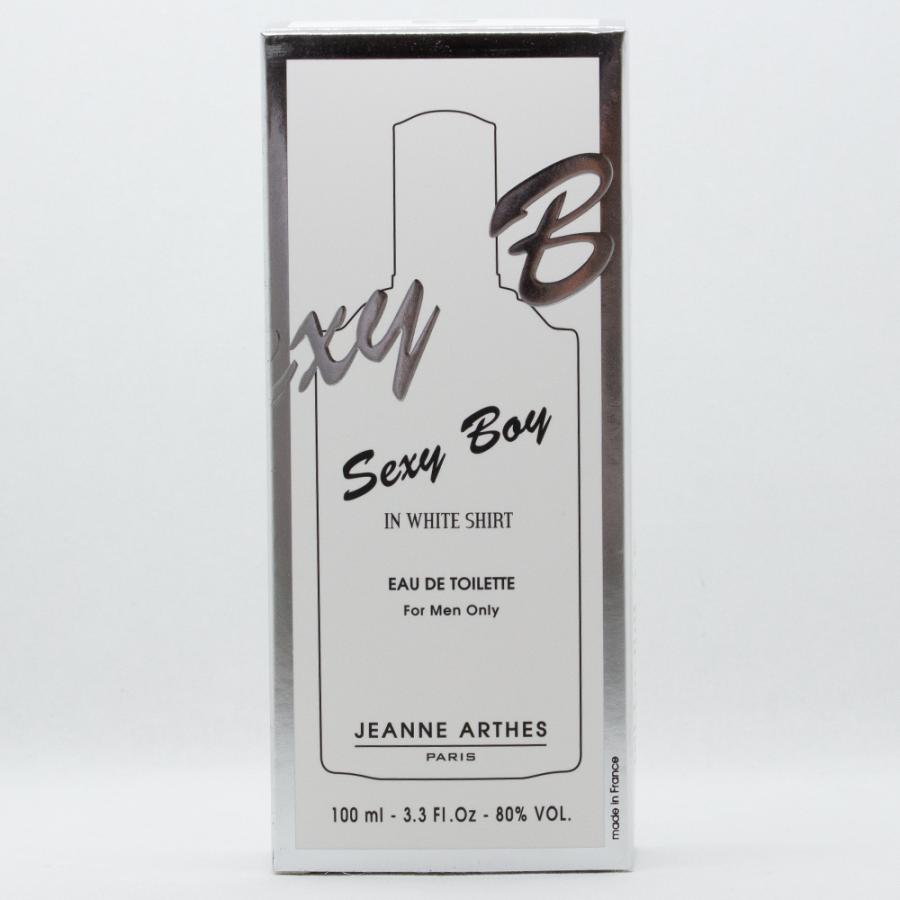 B
exy
Sexy Boy
IN WHITE SHIRT
EAU DE TOILETTE
For Men Only
JEANNE ARTHES
PARIS
100 ml - 3.3 Fl.Oz - 80% VOL.
made in France